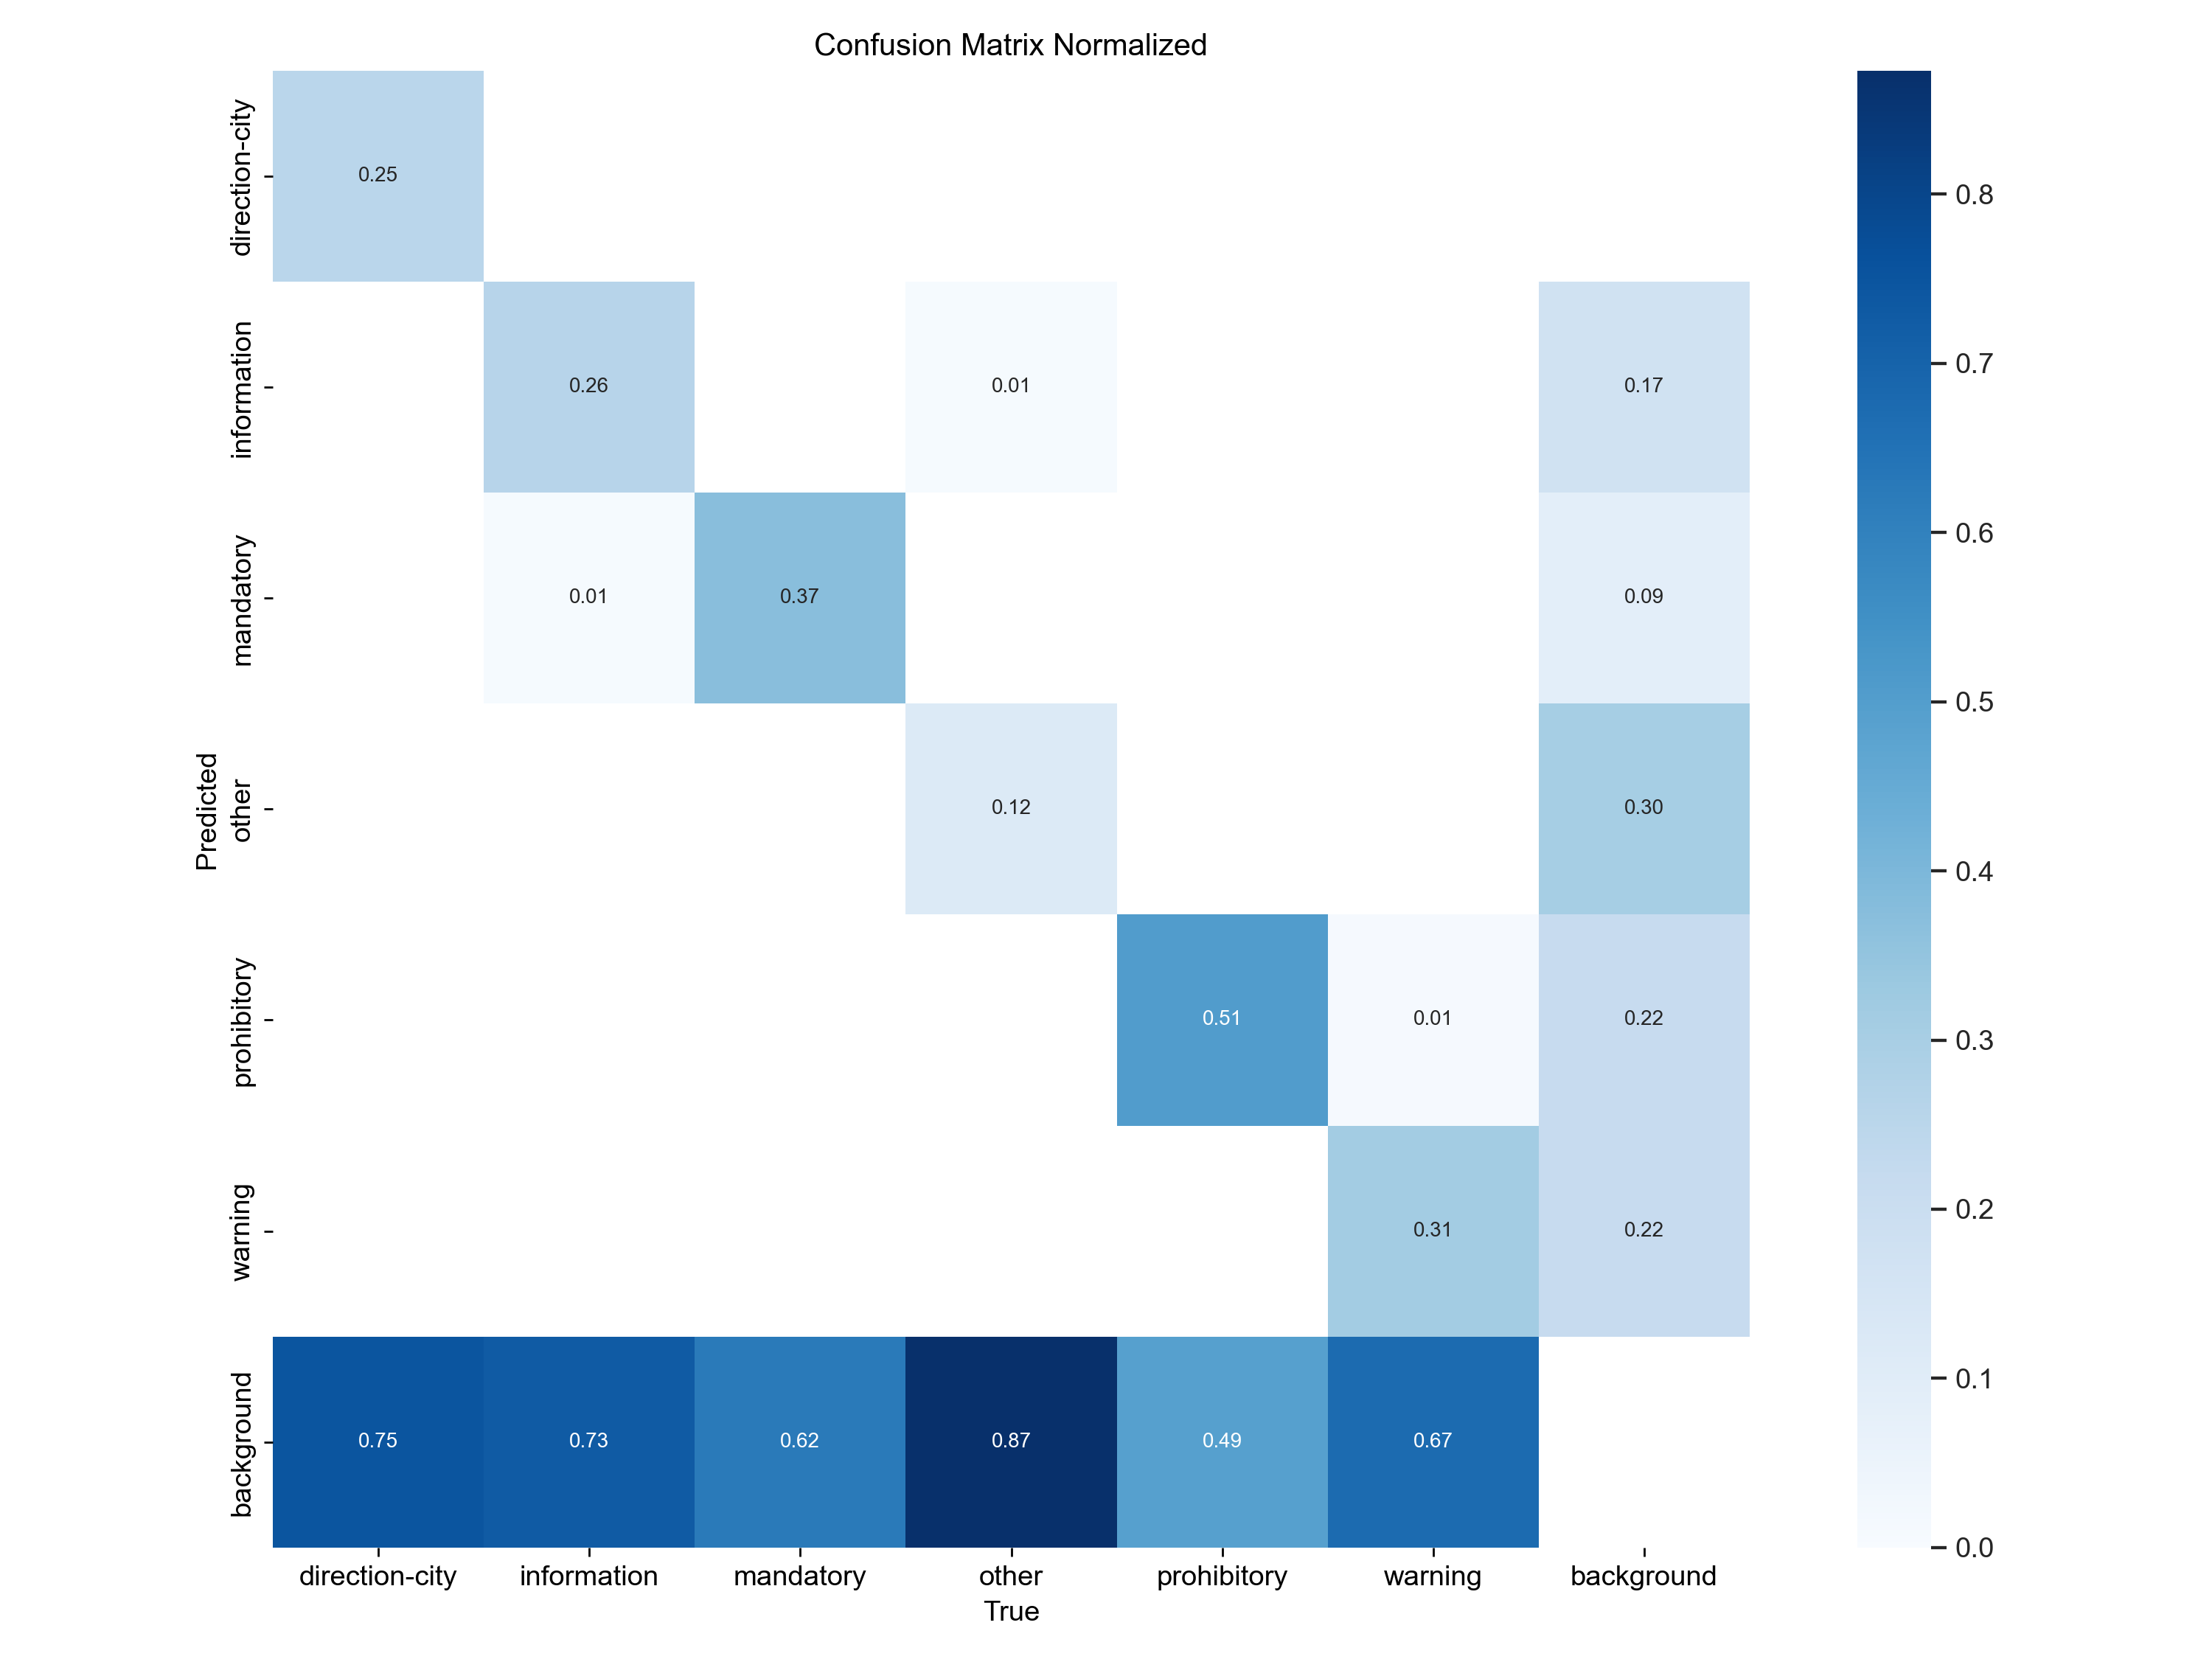 Confusion Matrix Normalized
direction-city
0.25
information
0.26
0.01
0.17
mandatory
0.01
0.37
0.09
Predicted
other
0.12
0.30
prohibitory
0.51
0.01
0.22
warning
0.31
0.22
background
0.75
0.73
0.62
0.87
0.49
0.67
direction-city
information
mandatory
other
prohibitory
warning
background
True
0.8
0.7
0.6
0.5
0.4
0.3
0.2
0.1
0.0